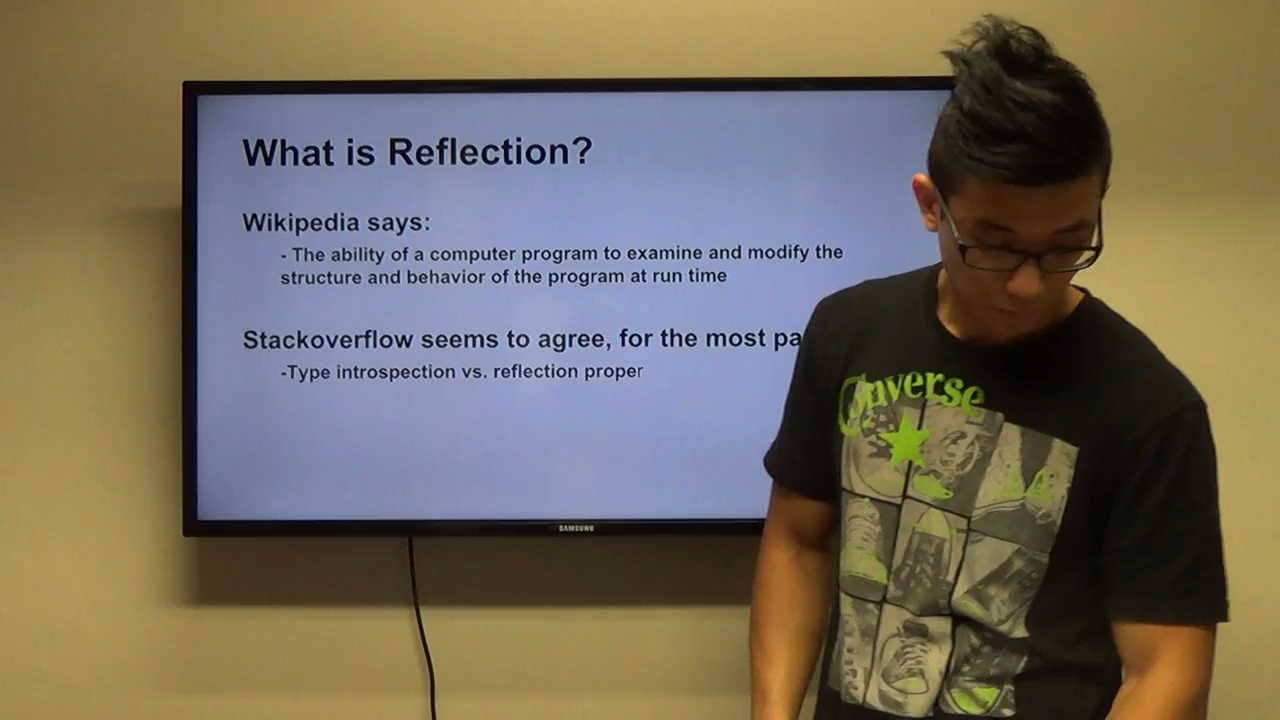 What is Reflection?
Wikipedia says:
- The ability of a computer program to examine and modify the
structure and behavior of the program at run time
Stackoverflow seems to agree, for the most pa
-Type introspection vs. reflection proper
SAMSUNG
Converse